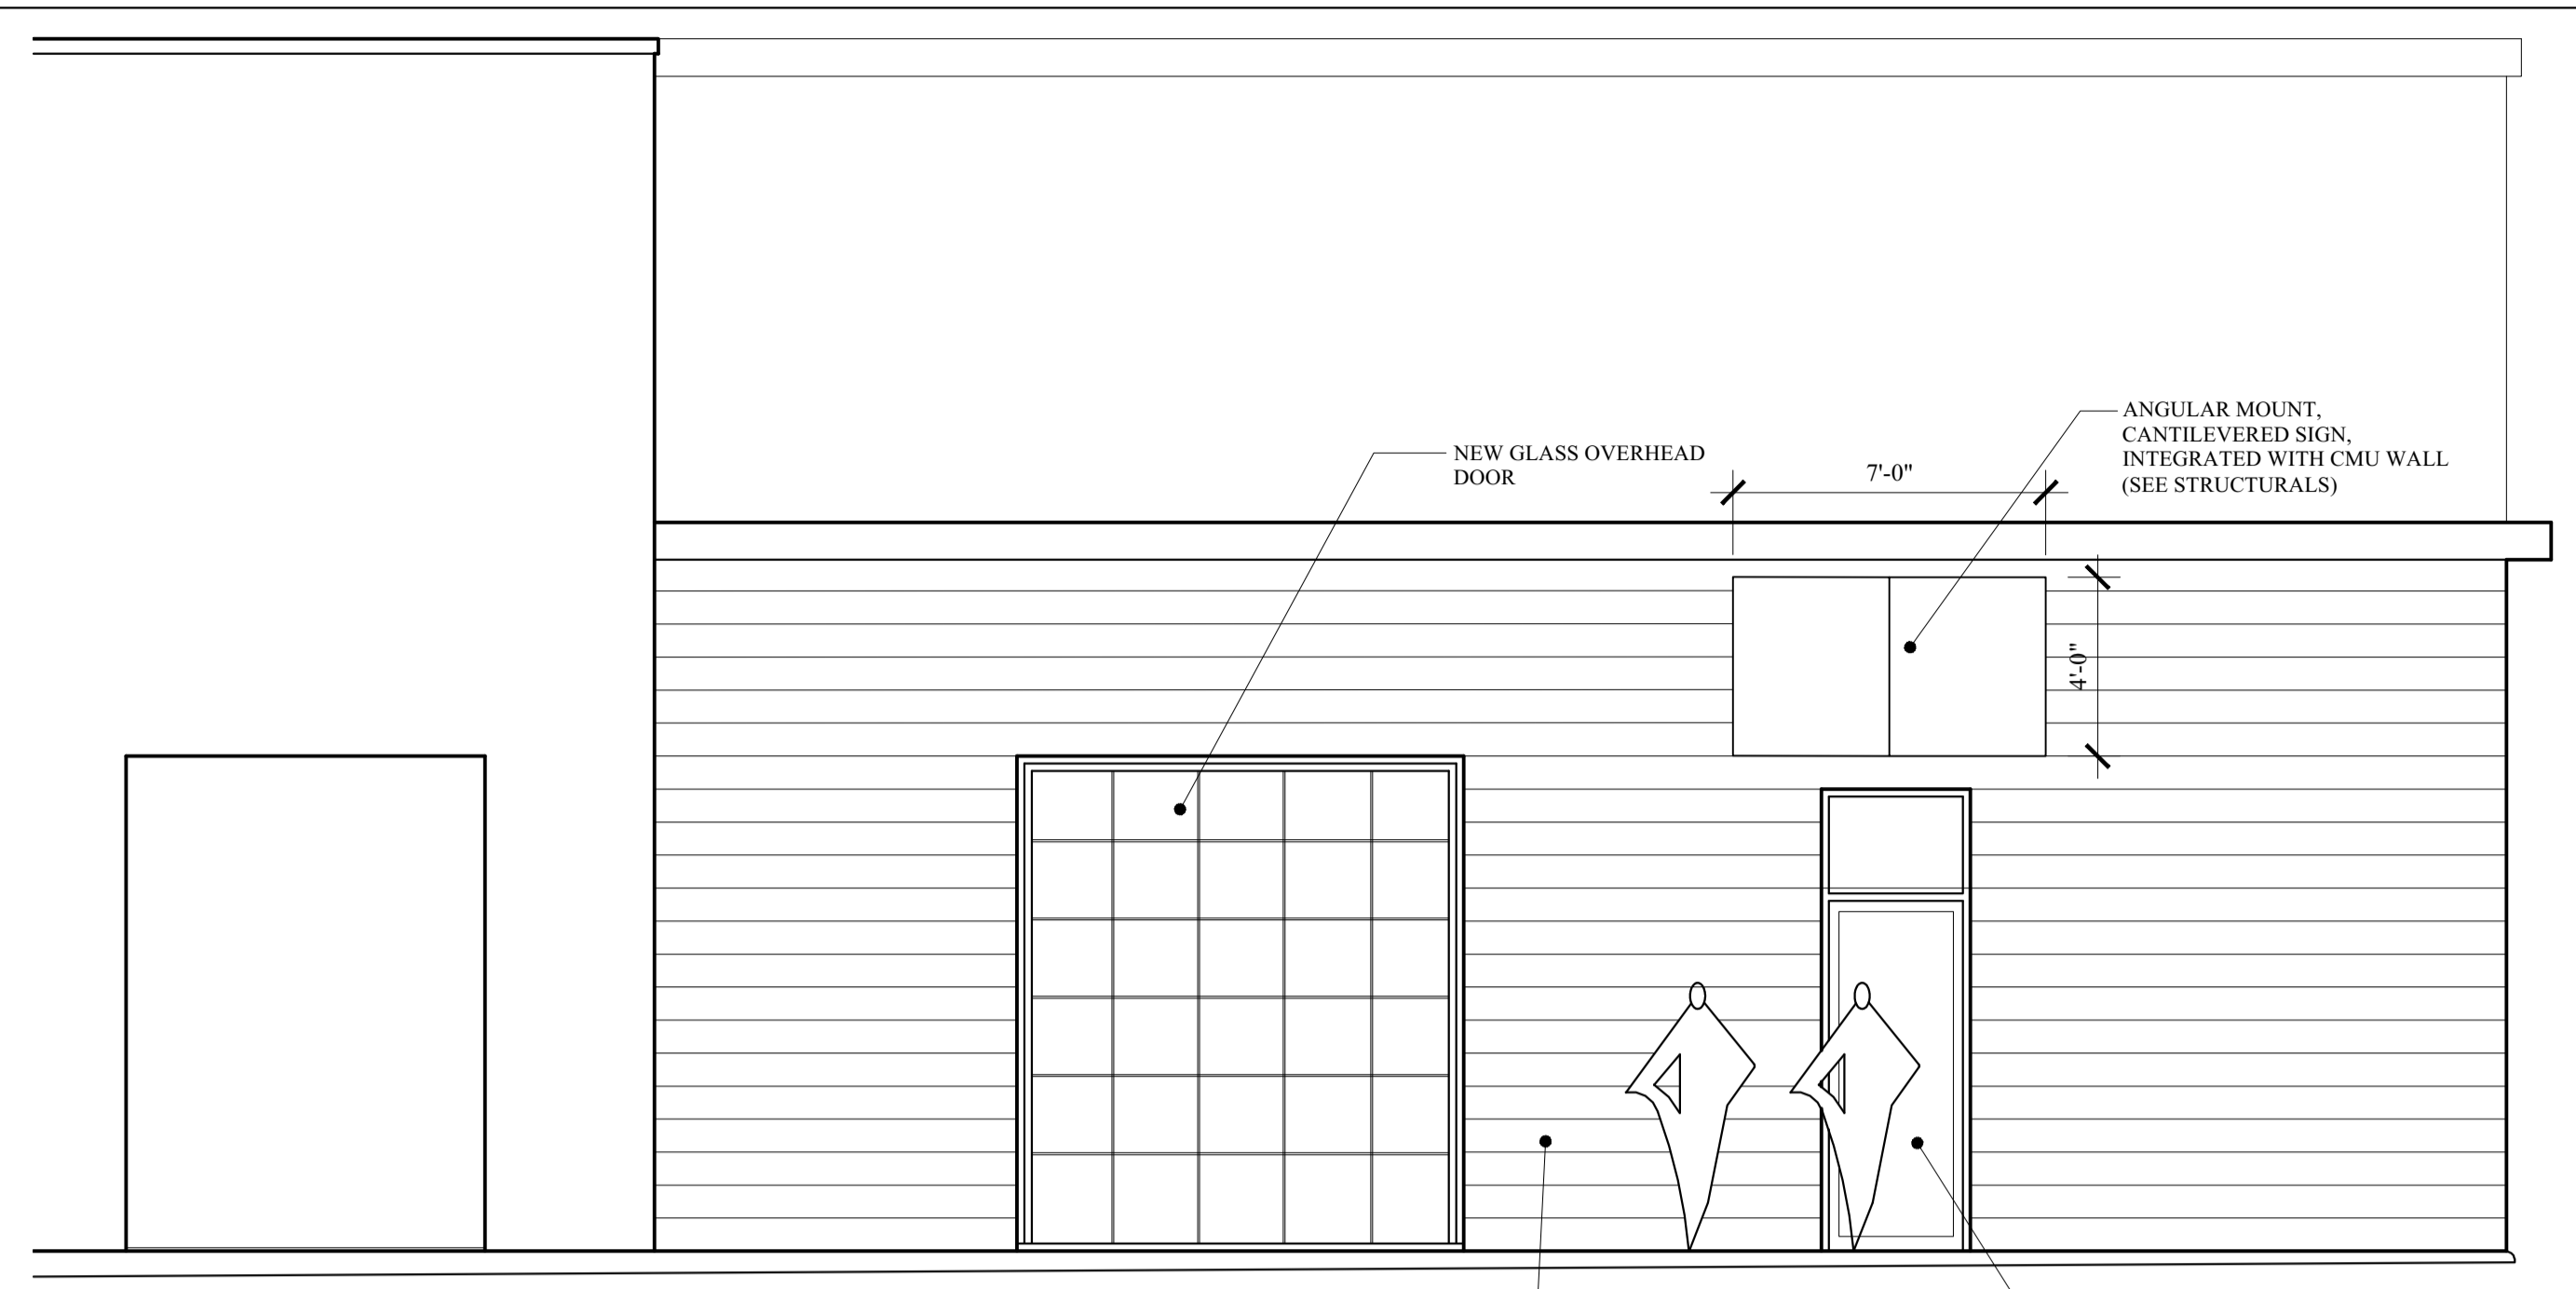 NEW GLASS OVERHEAD
DOOR
7'-0"
ANGULAR MOUNT,
CANTILEVERED SIGN,
INTEGRATED WITH CMU WALL
(SEE STRUCTURALS)
4'-0"